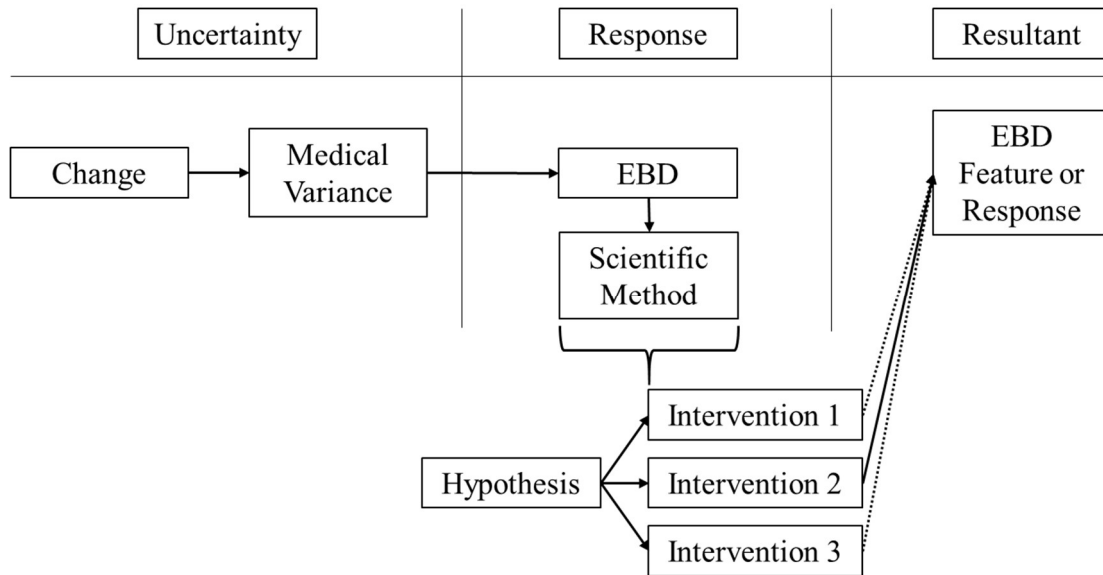 Uncertainty
Response
Resultant
Change
Medical
Variance
EBD
EBD
Feature or
Response
Scientific
Method
Intervention 1
Hypothesis
Intervention 2
Intervention 3